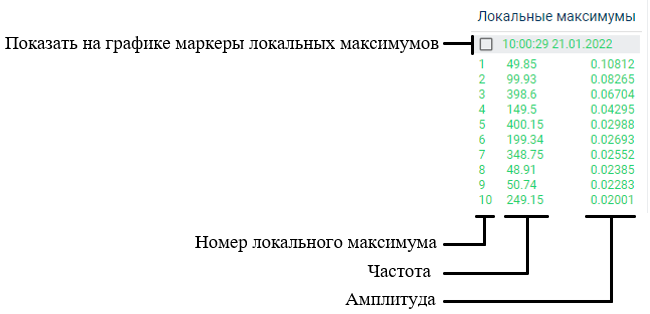 Локальные максимумы
Показать на графике маркеры локальных максимумов
10:00:29 21.01.2022
1 49.85 0.10812
2 99.93 0.08265
3 398.6 0.06704
4 149.5 0.04295
5 400.15 0.02988
6 199.34 0.02693
7 348.75 0.02552
8 48.91 0.02385
9 50.74 0.02283
10 249.15 0.02001
Номер локального максимума
Частота
Амплитуда